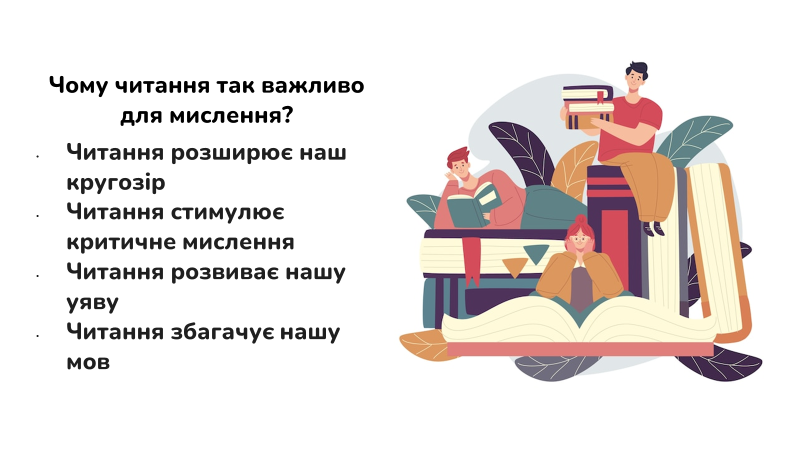 Чому читання так важливо
для мислення?
Читання розширює наш
кругозір
Читання стимулює
критичне мислення
Читання розвиває нашу
уяву
Читання збагачує нашу
мов